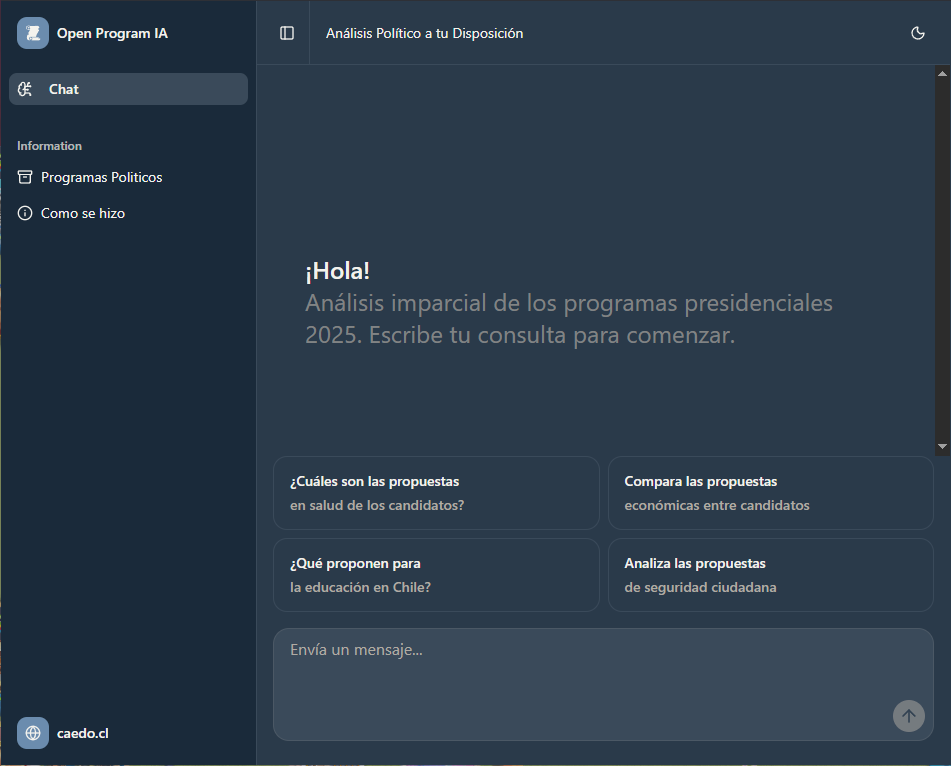 Open Program IA
Chat
Information
Programas Politicos
Como se hizo
caedo.cl
Análisis Político a tu Disposición
¡Hola!
Análisis imparcial de los programas presidenciales
2025. Escribe tu consulta para comenzar.
¿Cuáles son las propuestas
en salud de los candidatos?
Compara las propuestas
económicas entre candidatos
¿Qué proponen para
la educación en Chile?
Analiza las propuestas
de seguridad ciudadana
Envía un mensaje...